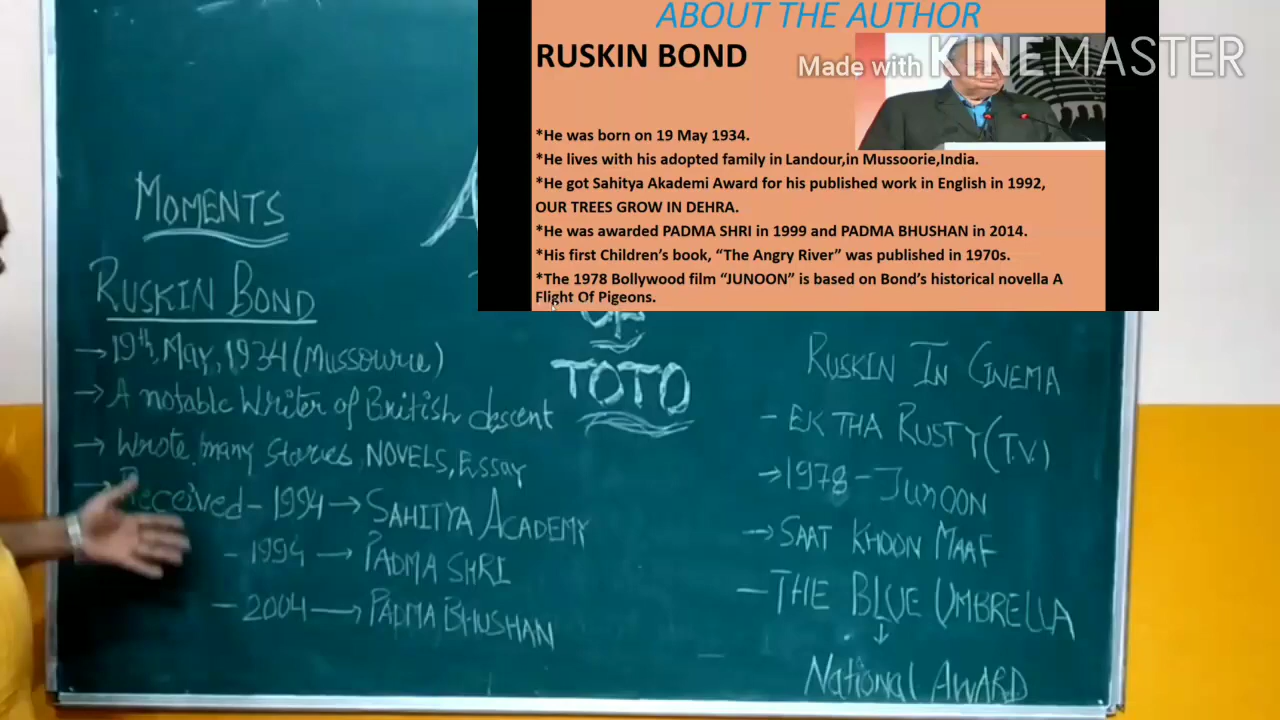 ABOUT THE AUTHOR
RUSKIN BOND
Made with KINEMASTER
*He was born on 19 May 1934.
*He lives with his adopted family in Landour,in Mussoorie,India.
*He got Sahitya Akademi Award for his published work in English in 1992,
OUR TREES GROW IN DEHRA.
*He was awarded PADMA SHRI in 1999 and PADMA BHUSHAN in 2014.
*His first Children's book, “The Angry River” was published in 1970s.
*The 1978 Bollywood film “JUNOON” is based on Bond's historical novella A
Flight Of Pigeons.
MOMENTS
RUSKIN BOND
→ 19th, May, 1934 (Mussourie)
→ A notable Writer of British descent
→ Wrote many Stories, NOVELS, Essay
→ Received - 1994 → SAHITYA ACADEMY
- 1994 → PADMA SHRI
- 2004 → PADMA BHUSHAN
OF
TOTO
RUSKIN IN CINEMA
- EK THA RUSTY (T.V.)
→ 1978 - JUNOON
→ SAAT KHOON MAAF
- THE BLUE UMBRELLA
↓
National AWARD